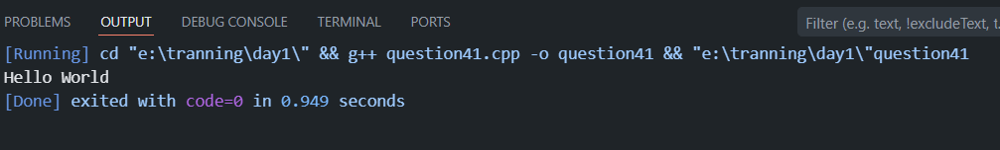 PROBLEMS OUTPUT DEBUG CONSOLE TERMINAL PORTS Filter (e.g. text, !excludeText, t
[Running] cd "e:\tranning\day1\" && g++ question41.cpp -o question41 && "e:\tranning\day1\"question41
Hello World
[Done] exited with code=0 in 0.949 seconds